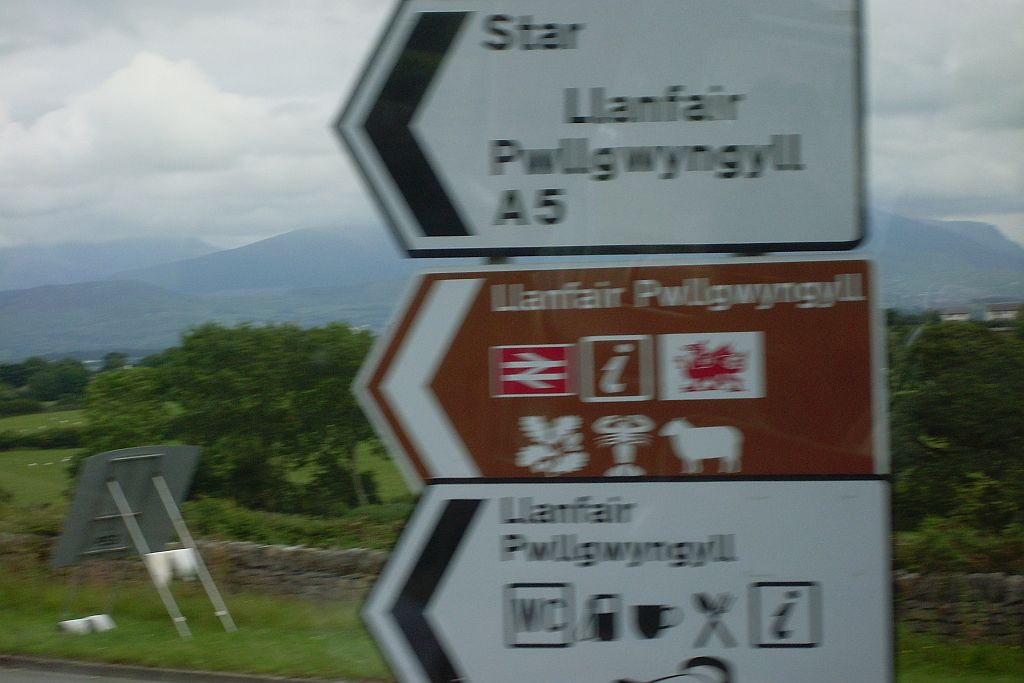 Star
Llanfair
Pwllgwyngyll
A5
Llanfair Pwllgwyngyll
i
Llanfair
Pwllgwyngyll
WC
i